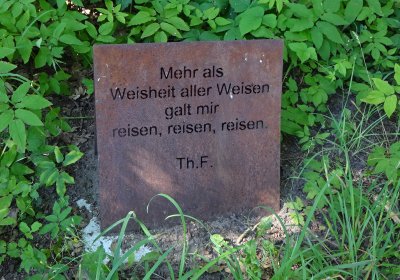 Mehr als
Weisheit aller Weisen
galt mir
reisen, reisen, reisen.
Th.F.